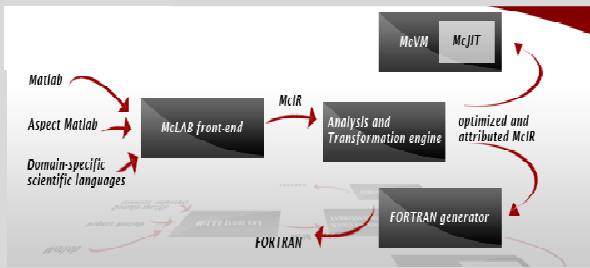 McVM
McJIT
Matlab
Aspect Matlab
Domain-specific
scientific languages
McLAB front-end
McIR
Analysis and
Transformation engine
optimized and
attributed McIR
FORTRAN generator
FORTRAN